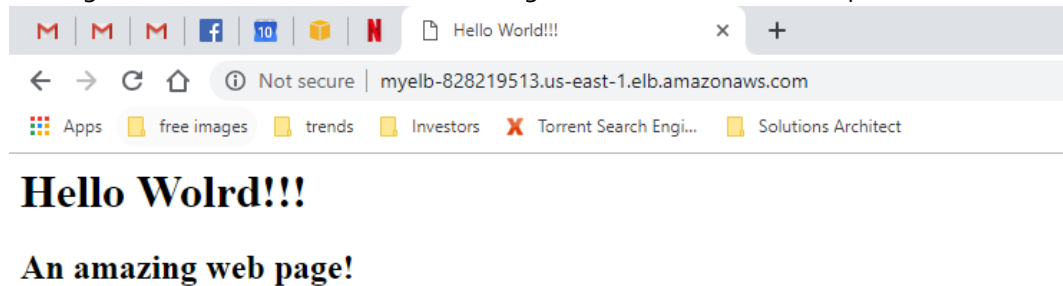 M M M f 10 N Hello World!!! × +
Not secure | myelb-828219513.us-east-1.elb.amazonaws.com
Apps free images trends Investors X Torrent Search Engi... Solutions Architect
Hello Wolrd!!!
An amazing web page!